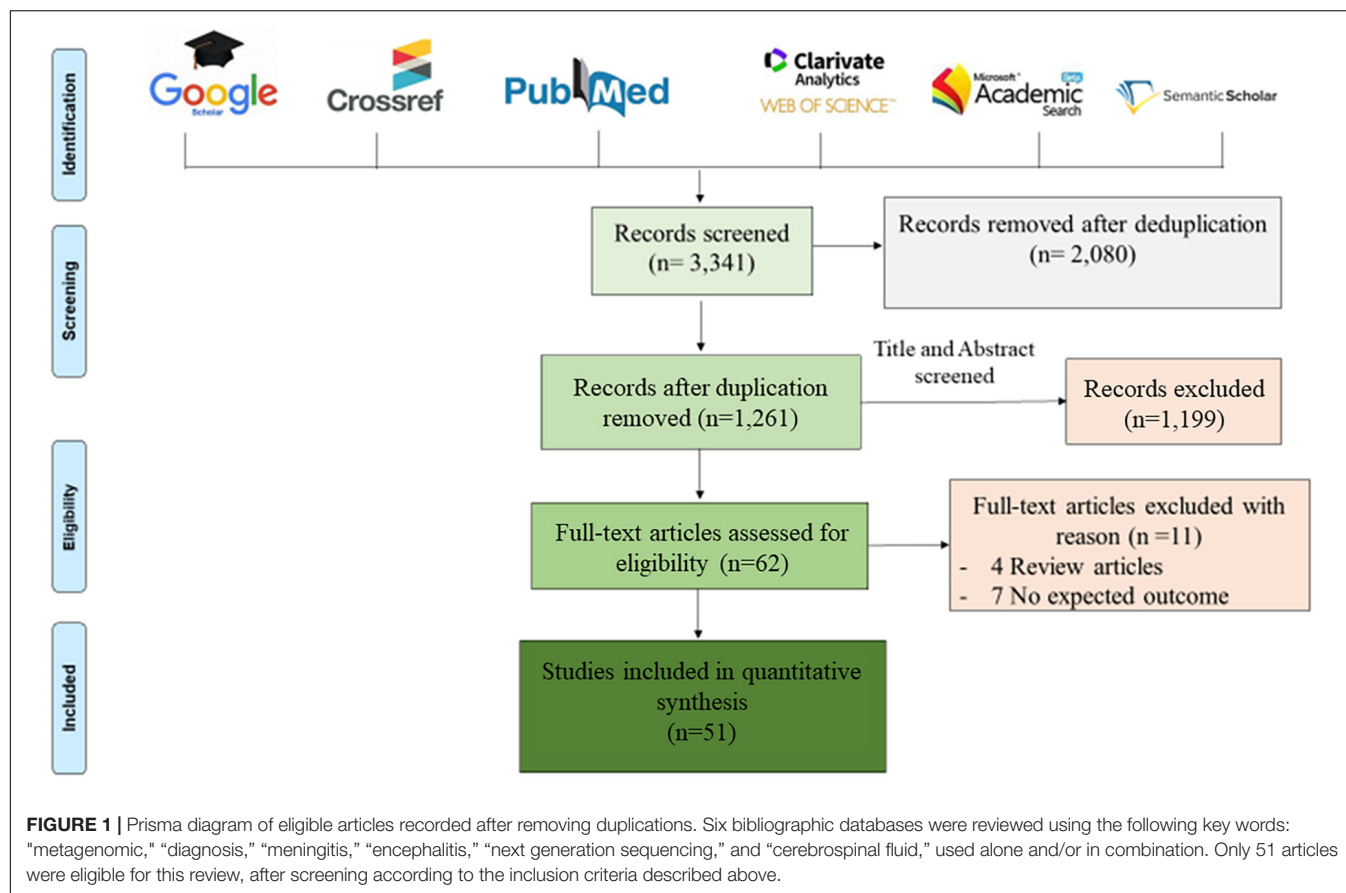 Identification
Google
Scholar
Crossref
PubMed
Clarivate
Analytics
WEB OF SCIENCE™
Microsoft®
Academic
Beta
Search
Semantic Scholar
Screening
Records screened
(n= 3,341)
Records removed after deduplication
(n= 2,080)
Records after duplication
removed (n=1,261)
Title and Abstract
screened
Records excluded
(n=1,199)
Eligibility
Full-text articles assessed for
eligibility (n=62)
Full-text articles excluded with
reason (n =11)
- 4 Review articles
- 7 No expected outcome
Included
Studies included in quantitative
synthesis
(n=51)
FIGURE 1 | Prisma diagram of eligible articles recorded after removing duplications. Six bibliographic databases were reviewed using the following key words:
"metagenomic," “diagnosis,” “meningitis,” “encephalitis,” “next generation sequencing,” and “cerebrospinal fluid,” used alone and/or in combination. Only 51 articles
were eligible for this review, after screening according to the inclusion criteria described above.